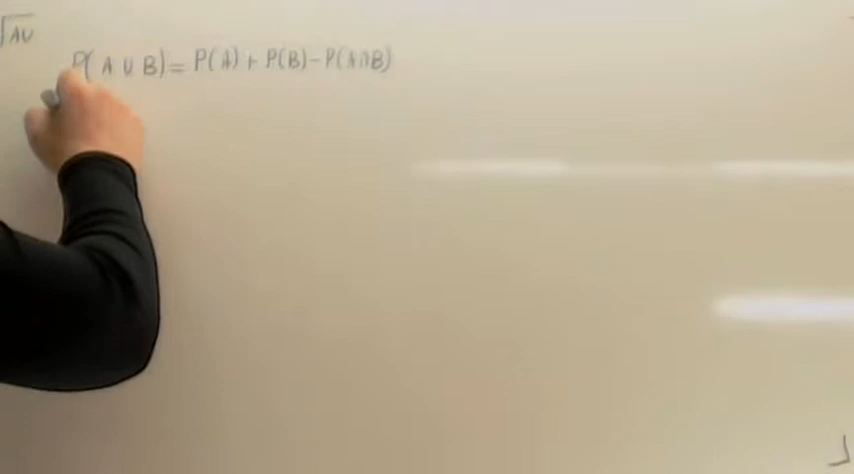 AU
P(A ∪ B) = P(A) + P(B) - P(A∩B)